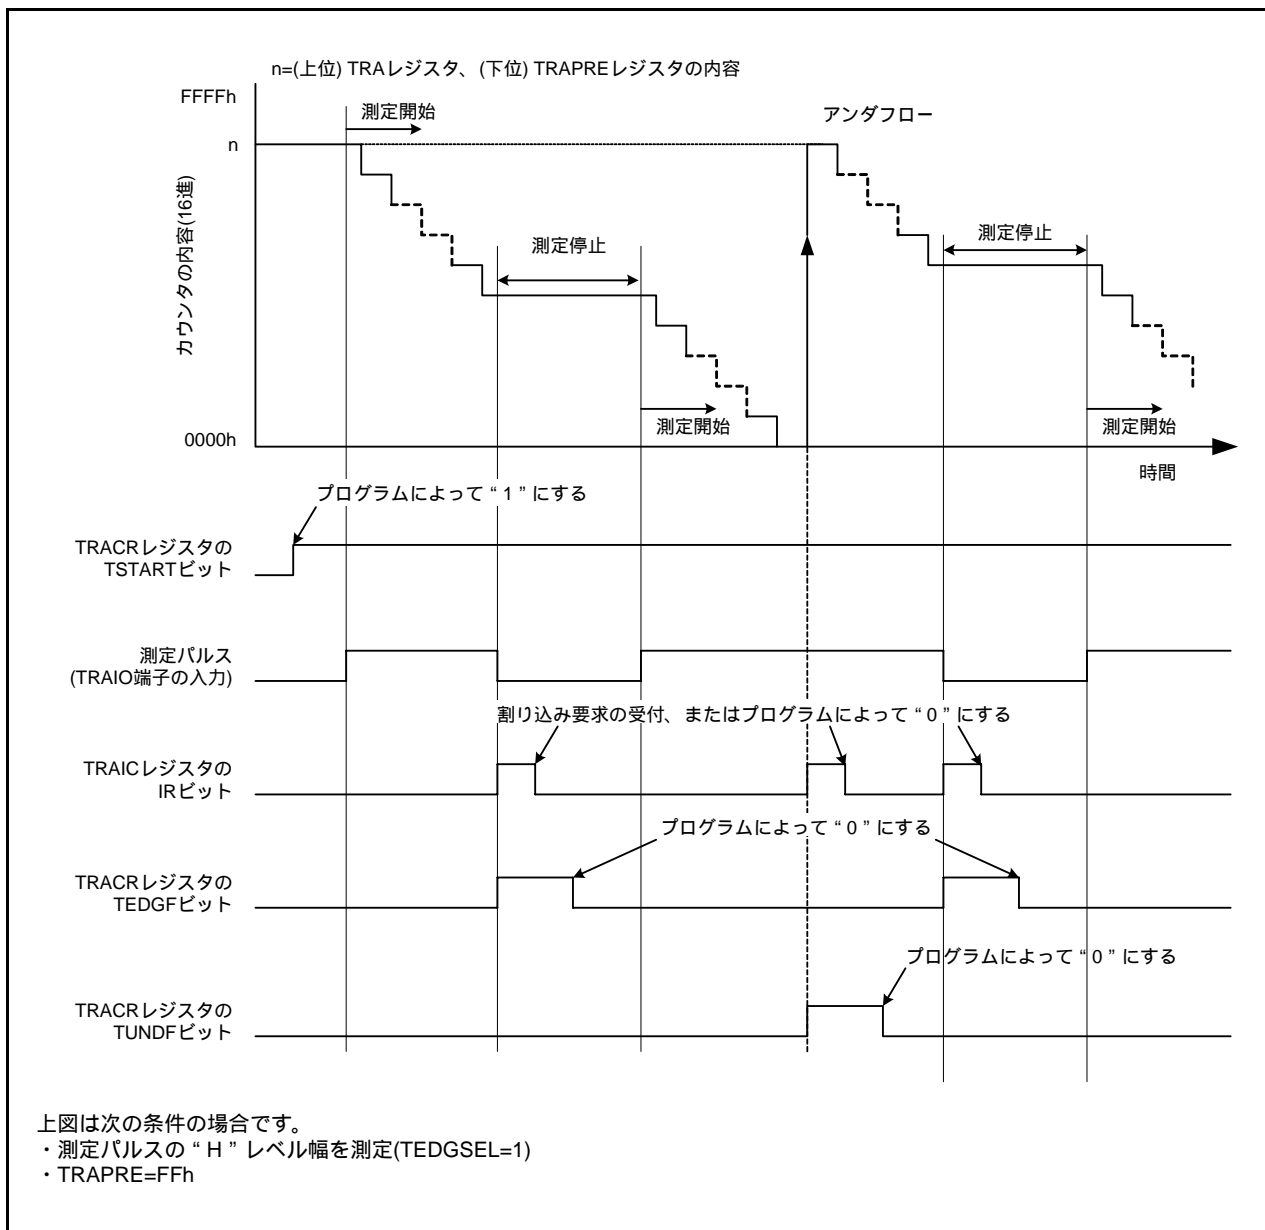 n=(上位) TRAレジスタ、(下位) TRAPREレジスタの内容
FFFFh
測定開始
アンダフロー
n
カウンタの内容(16進)
測定停止
測定停止
測定開始
測定開始
0000h
時間
プログラムによって“1”にする
TRACRレジスタの
TSTARTビット
測定パルス
(TRAIO端子の入力)
割り込み要求の受付、またはプログラムによって“0”にする
TRAICレジスタの
IRビット
プログラムによって“0”にする
TRACRレジスタの
TEDGFビット
プログラムによって“0”にする
TRACRレジスタの
TUNDFビット
上図は次の条件の場合です。
・測定パルスの“H”レベル幅を測定(TEDGSEL=1)
・TRAPRE=FFh